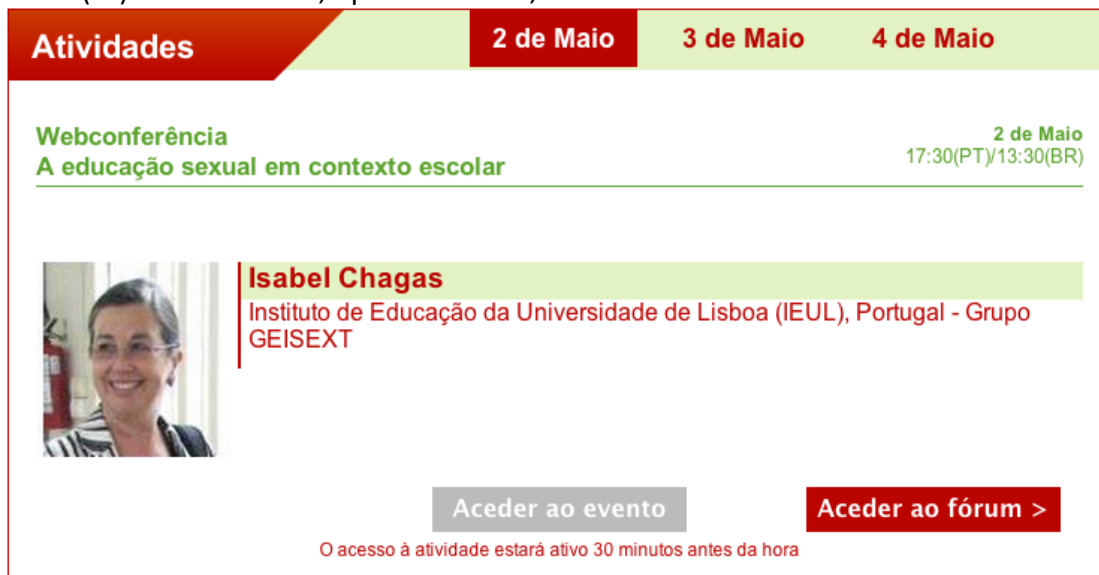 Atividades
2 de Maio 3 de Maio 4 de Maio
Webconferência
A educação sexual em contexto escolar
2 de Maio
17:30(PT)/13:30(BR)
Isabel Chagas
Instituto de Educação da Universidade de Lisboa (IEUL), Portugal - Grupo
GEISEXT
Aceder ao evento
Aceder ao fórum >
O acesso à atividade estará ativo 30 minutos antes da hora